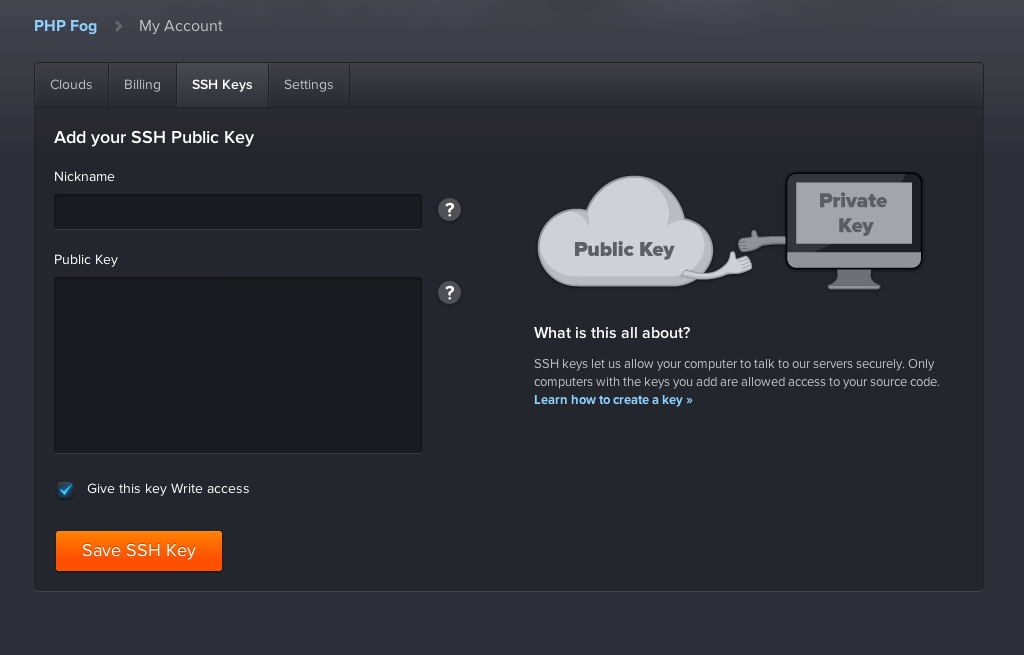 PHP Fog
My Account
Clouds
Billing
SSH Keys
Settings
Add your SSH Public Key
Nickname
?
Public Key
?
Give this key Write access
Save SSH Key
Public Key
Private
Key
What is this all about?
SSH keys let us allow your computer to talk to our servers securely. Only
computers with the keys you add are allowed access to your source code.
Learn how to create a key »